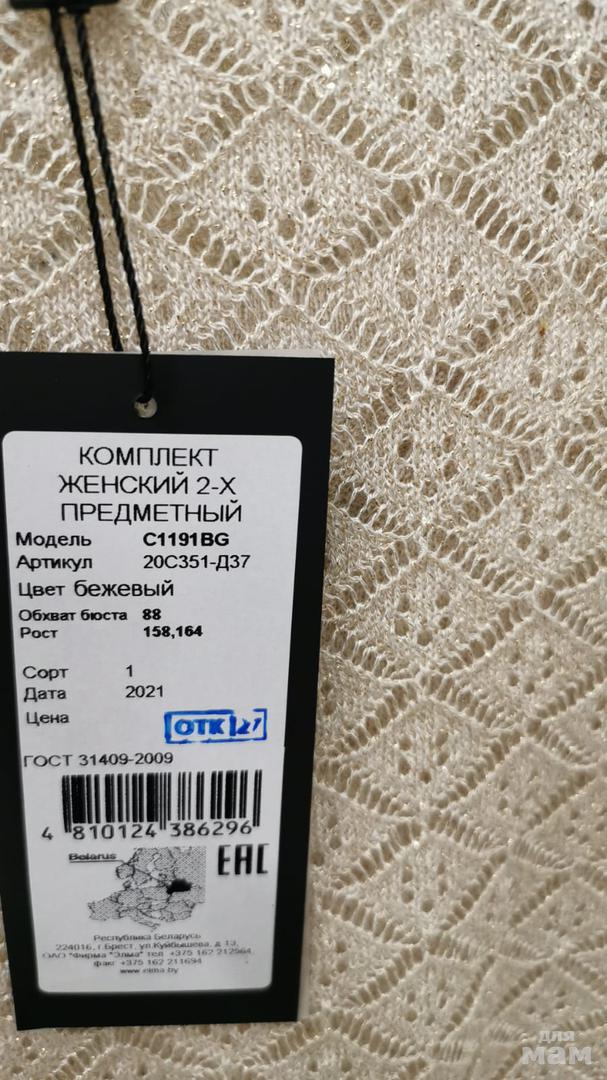 КОМПЛЕКТ
ЖЕНСКИЙ 2-Х
ПРЕДМЕТНЫЙ
Модель C1191BG
Артикул 20С351-Д37
Цвет бежевый
Обхват бюста 88
Рост 158,164
Сорт 1
Дата 2021
Цена
ОТК 27
ГОСТ 31409-2009
4 810124 386296
Belarus
EAC
Республика Беларусь
224016, г.Брест, ул.Куйбышева, д 13,
ОАО "Фирма "Элма" тел. +375 162 212964,
факс +375 162 211694
www.elma.by
для
мам